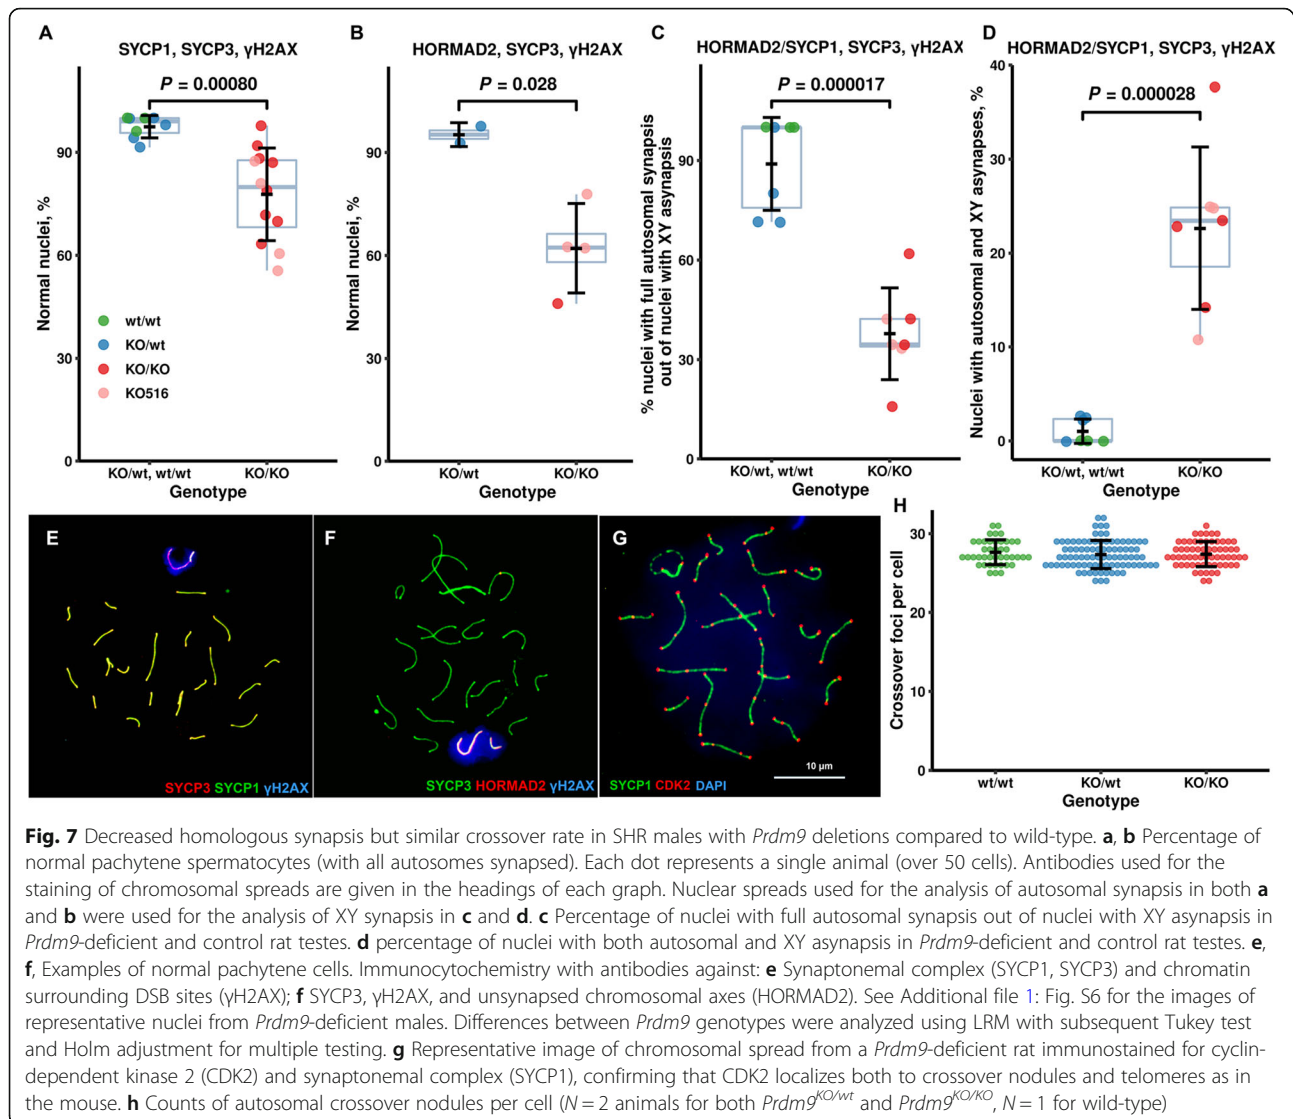 A
SYCP1, SYCP3, γH2AX
P = 0.00080
Normal nuclei, %
90
60
30
0
wt/wt
KO/wt
KO/KO
KO516
KO/wt, wt/wt
KO/KO
Genotype
B
HORMAD2, SYCP3, γH2AX
P = 0.028
Normal nuclei, %
90
60
30
0
KO/wt
KO/KO
Genotype
C
HORMAD2/SYCP1, SYCP3, γH2AX
P = 0.000017
% nuclei with full autosomal synapsis
out of nuclei with XY asynapsis
90
60
30
0
KO/wt, wt/wt
KO/KO
Genotype
D
HORMAD2/SYCP1, SYCP3, γH2AX
P = 0.000028
Nuclei with autosomal and XY asynapses, %
40
30
20
10
0
KO/wt, wt/wt
KO/KO
Genotype
E
SYCP3 SYCP1 γH2AX
F
SYCP3 HORMAD2 γH2AX
G
SYCP1 CDK2 DAPI
10 µm
H
Crossover foci per cell
30
20
10
0
wt/wt
KO/wt
KO/KO
Genotype
Fig. 7 Decreased homologous synapsis but similar crossover rate in SHR males with Prdm9 deletions compared to wild-type. a, b Percentage of
normal pachytene spermatocytes (with all autosomes synapsed). Each dot represents a single animal (over 50 cells). Antibodies used for the
staining of chromosomal spreads are given in the headings of each graph. Nuclear spreads used for the analysis of autosomal synapsis in both a
and b were used for the analysis of XY synapsis in c and d. c Percentage of nuclei with full autosomal synapsis out of nuclei with XY asynapsis in
Prdm9-deficient and control rat testes. d percentage of nuclei with both autosomal and XY asynapsis in Prdm9-deficient and control rat testes. e,
f, Examples of normal pachytene cells. Immunocytochemistry with antibodies against: e Synaptonemal complex (SYCP1, SYCP3) and chromatin
surrounding DSB sites (γH2AX); f SYCP3, γH2AX, and unsynapsed chromosomal axes (HORMAD2). See Additional file 1: Fig. S6 for the images of
representative nuclei from Prdm9-deficient males. Differences between Prdm9 genotypes were analyzed using LRM with subsequent Tukey test
and Holm adjustment for multiple testing. g Representative image of chromosomal spread from a Prdm9-deficient rat immunostained for cyclin-
dependent kinase 2 (CDK2) and synaptonemal complex (SYCP1), confirming that CDK2 localizes both to crossover nodules and telomeres as in
the mouse. h Counts of autosomal crossover nodules per cell (N = 2 animals for both Prdm9KO/wt and Prdm9KO/KO, N = 1 for wild-type)